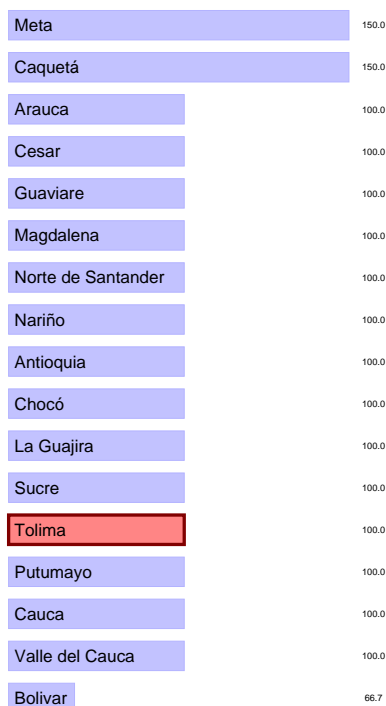 Meta 150.0
Caquetá 150.0
Arauca 100.0
Cesar 100.0
Guaviare 100.0
Magdalena 100.0
Norte de Santander 100.0
Nariño 100.0
Antioquia 100.0
Chocó 100.0
La Guajira 100.0
Sucre 100.0
Tolima 100.0
Putumayo 100.0
Cauca 100.0
Valle del Cauca 100.0
Bolivar 66.7